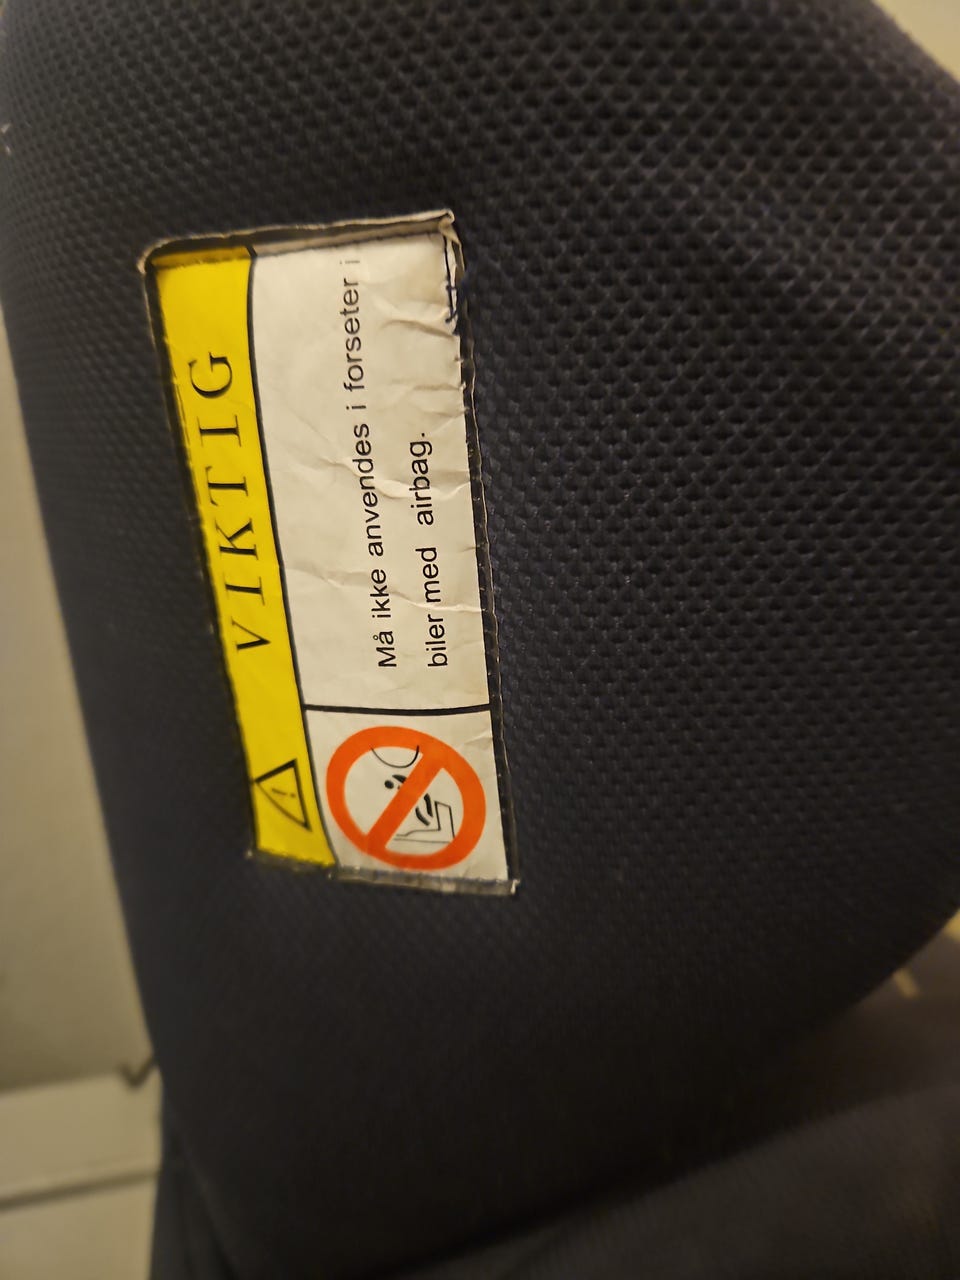 VIKTIG
Må ikke anvendes i forseter i
biler med airbag.